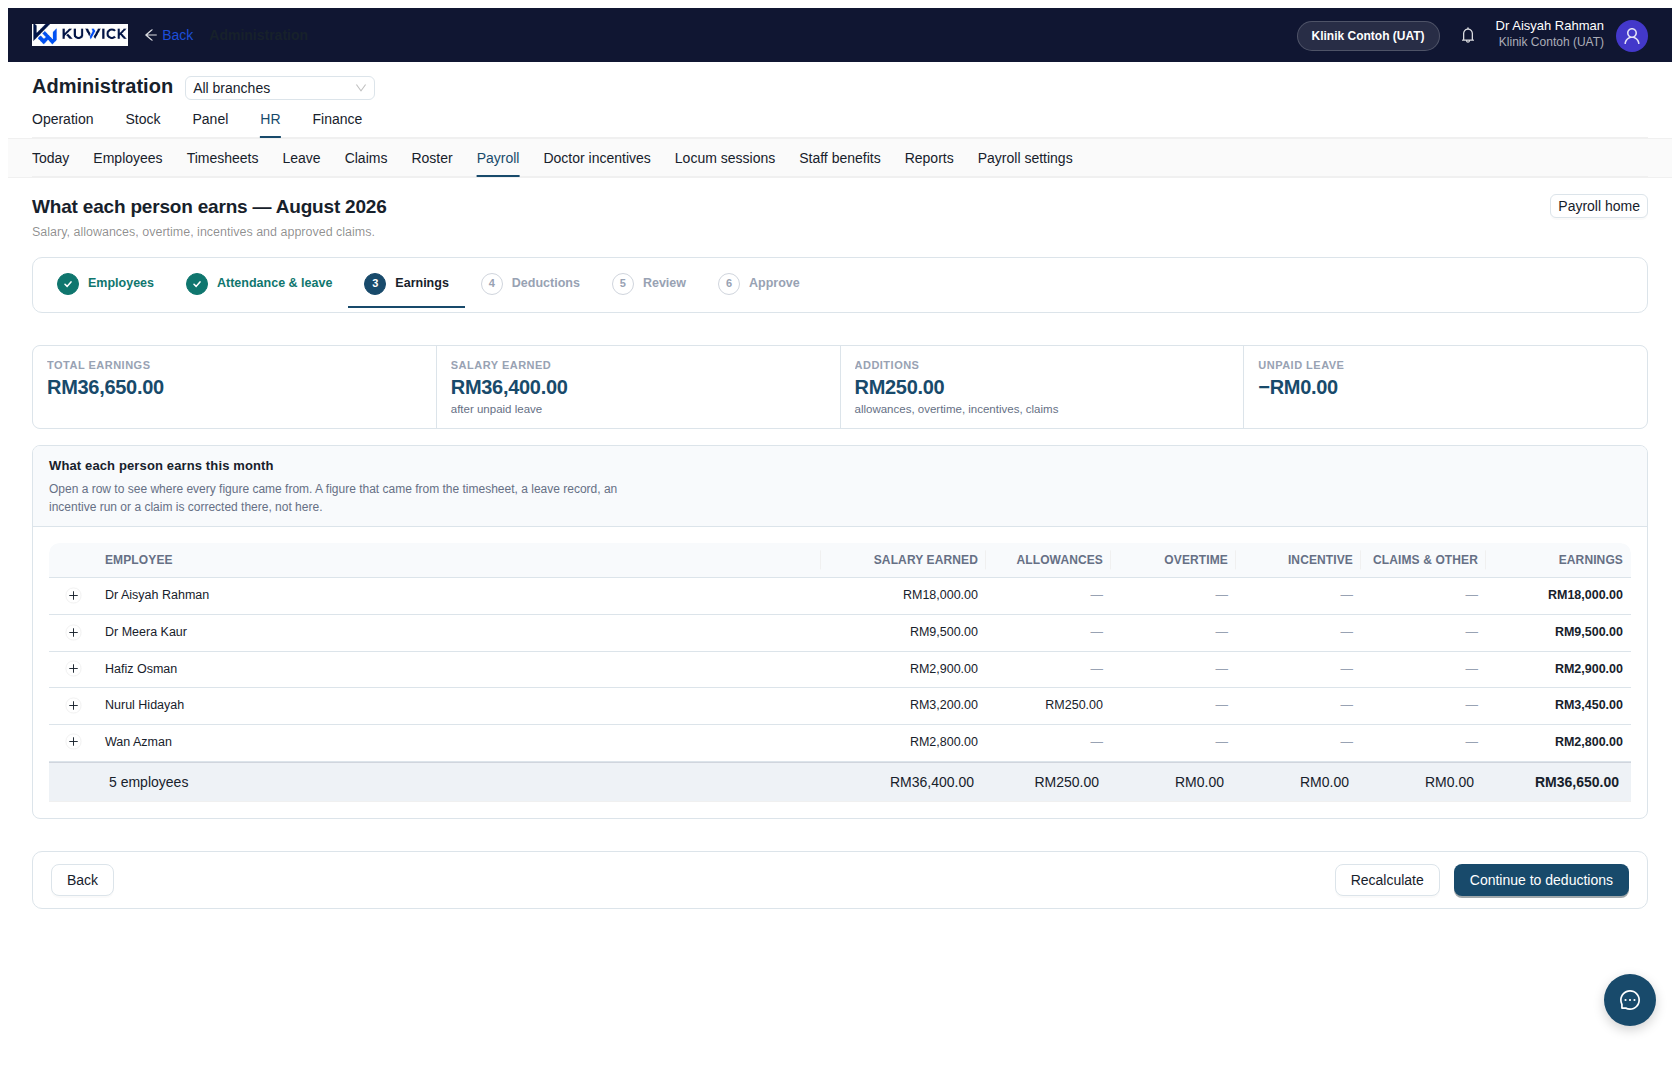 KUWICK
Back
Administration
Klinik Contoh (UAT)
Dr Aisyah Rahman
Klinik Contoh (UAT)
Administration
All branches
Operation Stock Panel HR Finance
Today Employees Timesheets Leave Claims Roster Payroll Doctor incentives Locum sessions Staff benefits Reports Payroll settings
What each person earns — August 2026
Payroll home
Salary, allowances, overtime, incentives and approved claims.
Employees Attendance & leave 3 Earnings 4 Deductions 5 Review 6 Approve
TOTAL EARNINGS SALARY EARNED ADDITIONS UNPAID LEAVE
RM36,650.00 RM36,400.00 RM250.00 −RM0.00
after unpaid leave allowances, overtime, incentives, claims
What each person earns this month
Open a row to see where every figure came from. A figure that came from the timesheet, a leave record, an
incentive run or a claim is corrected there, not here.
EMPLOYEE SALARY EARNED ALLOWANCES OVERTIME INCENTIVE CLAIMS & OTHER EARNINGS
Dr Aisyah Rahman RM18,000.00 — — — — RM18,000.00
Dr Meera Kaur RM9,500.00 — — — — RM9,500.00
Hafiz Osman RM2,900.00 — — — — RM2,900.00
Nurul Hidayah RM3,200.00 RM250.00 — — — RM3,450.00
Wan Azman RM2,800.00 — — — — RM2,800.00
5 employees RM36,400.00 RM250.00 RM0.00 RM0.00 RM0.00 RM36,650.00
Back Recalculate Continue to deductions